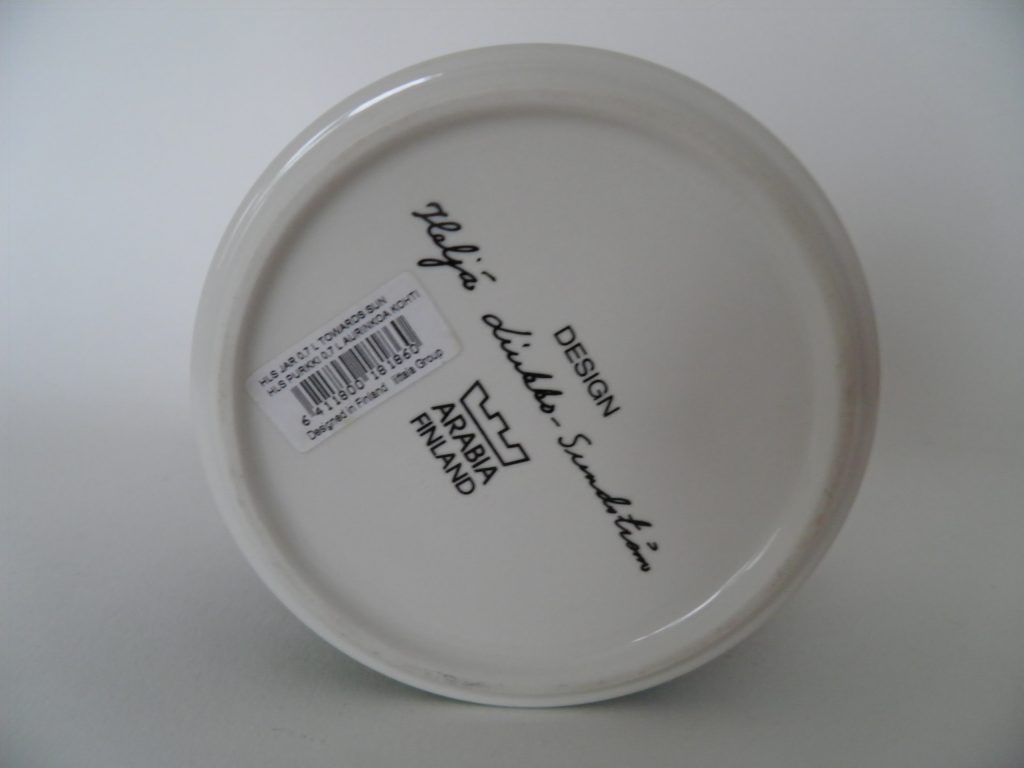 DESIGN
Heljä Liukko-Sundström
ARABIA
FINLAND
HLS JAR 0.7 L TOWARDS SUN
HLS PURKKI 0.7 L AURINKOA KOHTI
6 411800 181860
Designed in Finland Iittala Group